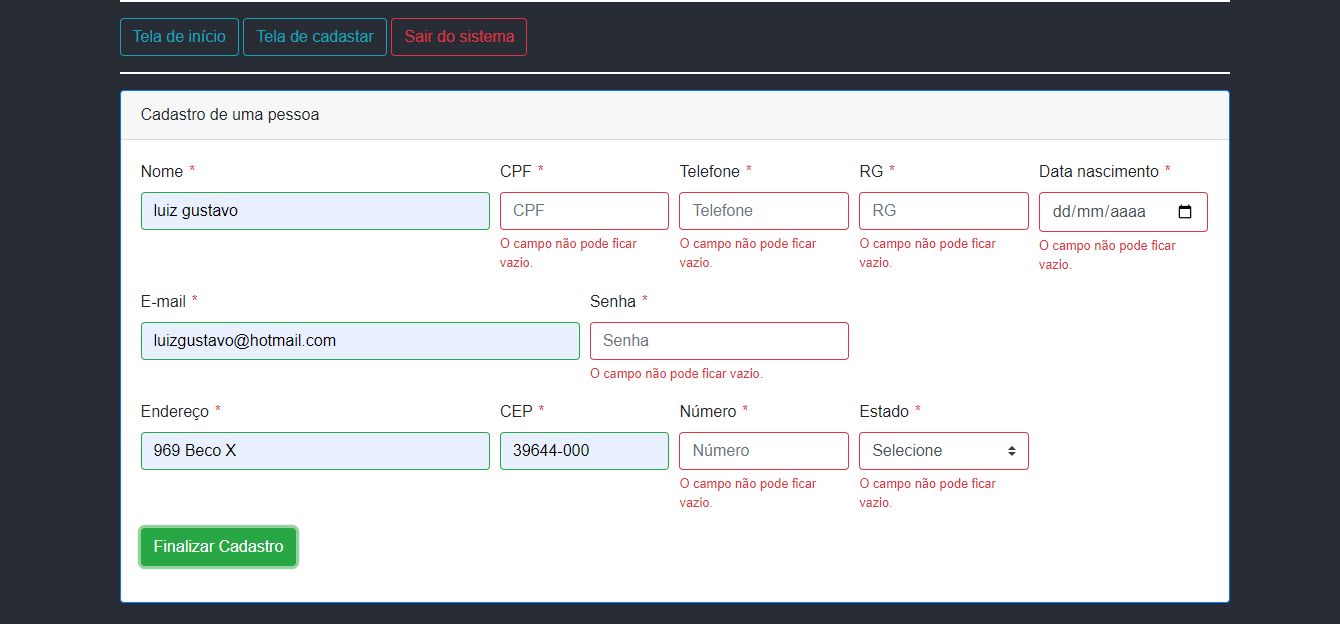 Tela de início Tela de cadastar Sair do sistema
Cadastro de uma pessoa
Nome * CPF * Telefone * RG * Data nascimento *
luiz gustavo CPF Telefone RG dd/mm/aaaa
O campo não pode ficar vazio.
O campo não pode ficar vazio.
O campo não pode ficar vazio.
O campo não pode ficar vazio.
E-mail * Senha *
luizgustavo@hotmail.com Senha
O campo não pode ficar vazio.
Endereço * CEP * Número * Estado *
969 Beco X 39644-000 Número Selecione
O campo não pode ficar vazio.
O campo não pode ficar vazio.
Finalizar Cadastro